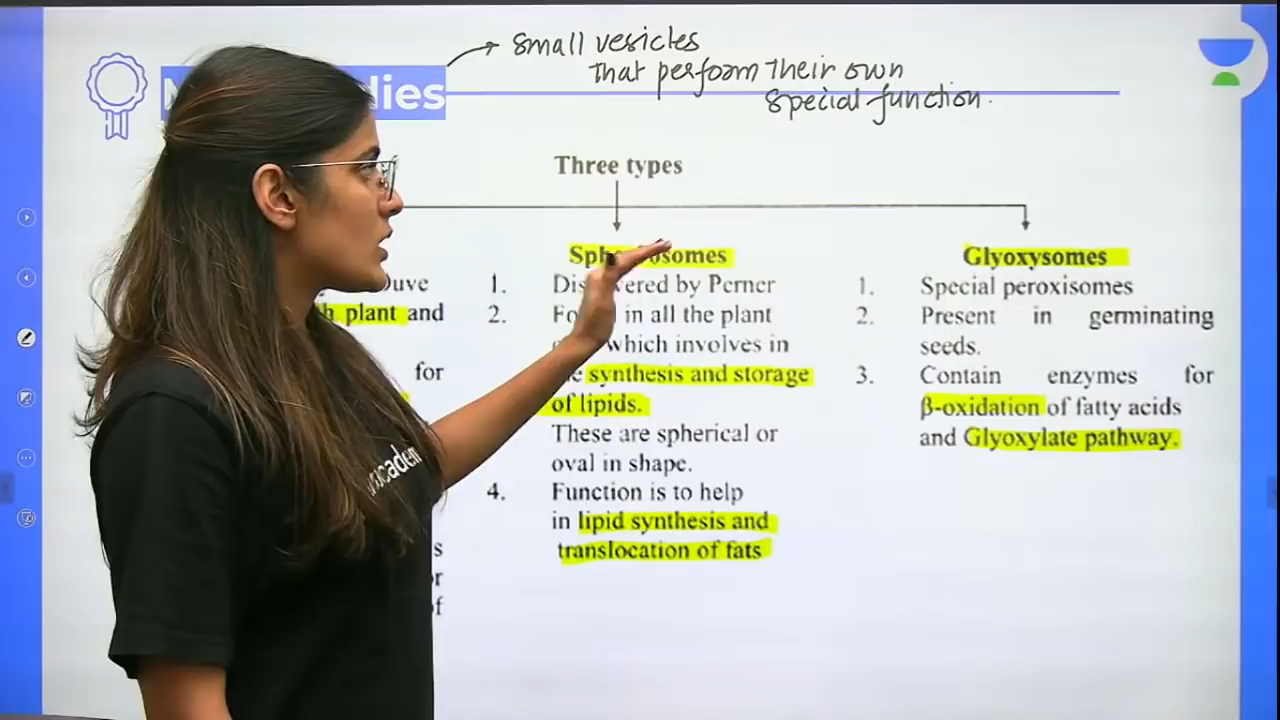 small vesicles
that perform their own
special function.
Three types
Glyoxysomes
Duve
1. Discovered by Perner
1. Special peroxisomes
plant and
2. in all the plant
2. Present in germinating
which involves in
seeds.
for
synthesis and storage
3. Contain enzymes for
of lipids.
β-oxidation of fatty acids
These are spherical or
and Glyoxylate pathway.
oval in shape.
4. Function is to help
in lipid synthesis and
translocation of fats